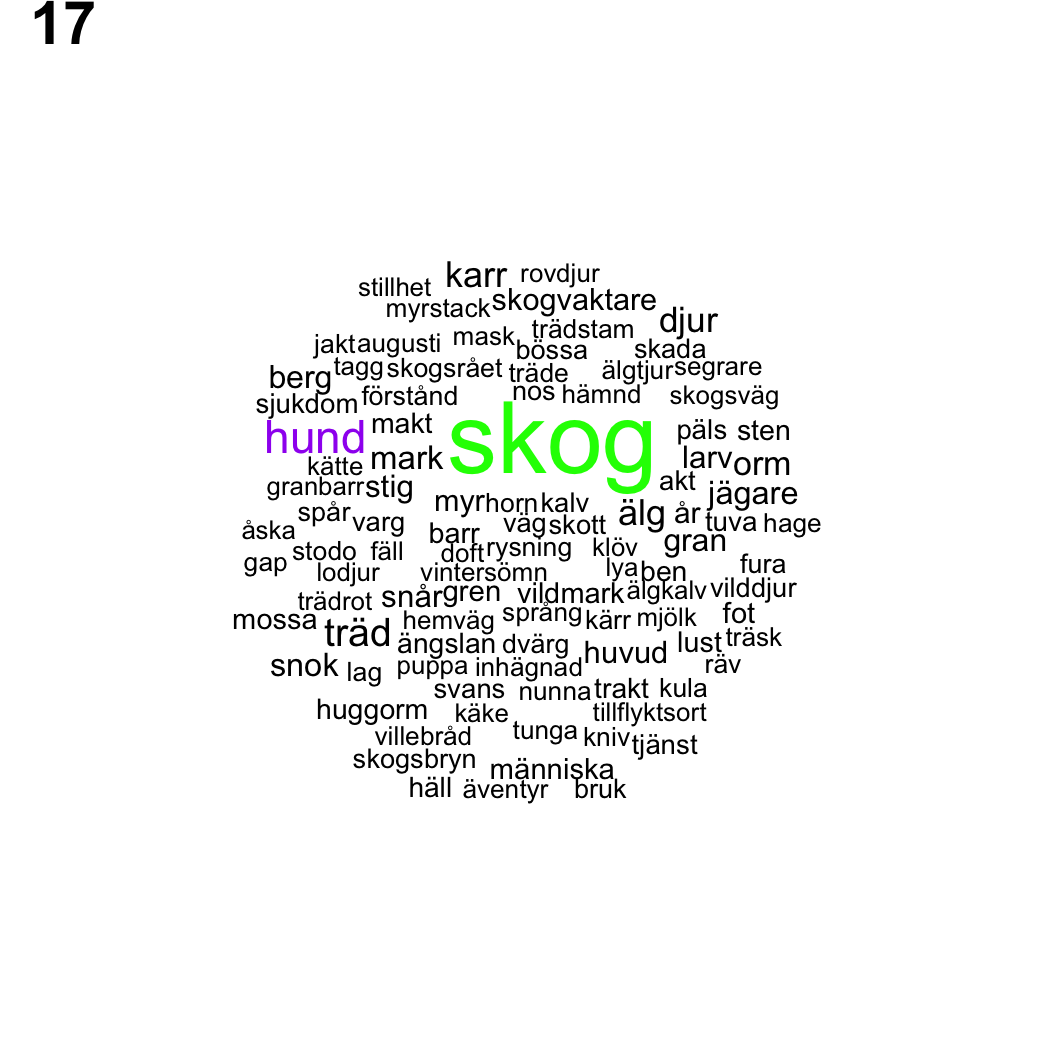 17
stillhet karr rovdjur
myrstack skogvaktare
djur
jakt augusti mask trädstam
bössa skada
tagg skogsrået träde älgtjur segrare
berg
sjukdom förstånd nos hämnd skogsväg
hund makt skog päls sten
kätte mark larv orm
granbarr stig akt jägare
myr horn kalv älg år tuva hage
åska spår varg barr väg skott
gap stodo fäll doft rysning klöv gran
lodjur vintersömn lya ben fura
trädrot snår gren vildmark älgkalv vilddjur
mossa träd hemväg språng kärr mjölk fot
ängslan dvärg huvud lust träsk
snok lag puppa inhägnad räv
svans nunna trakt kula
huggorm käke tillflyktsort
villebråd tunga kniv tjänst
skogsbryn människa
häll äventyr bruk